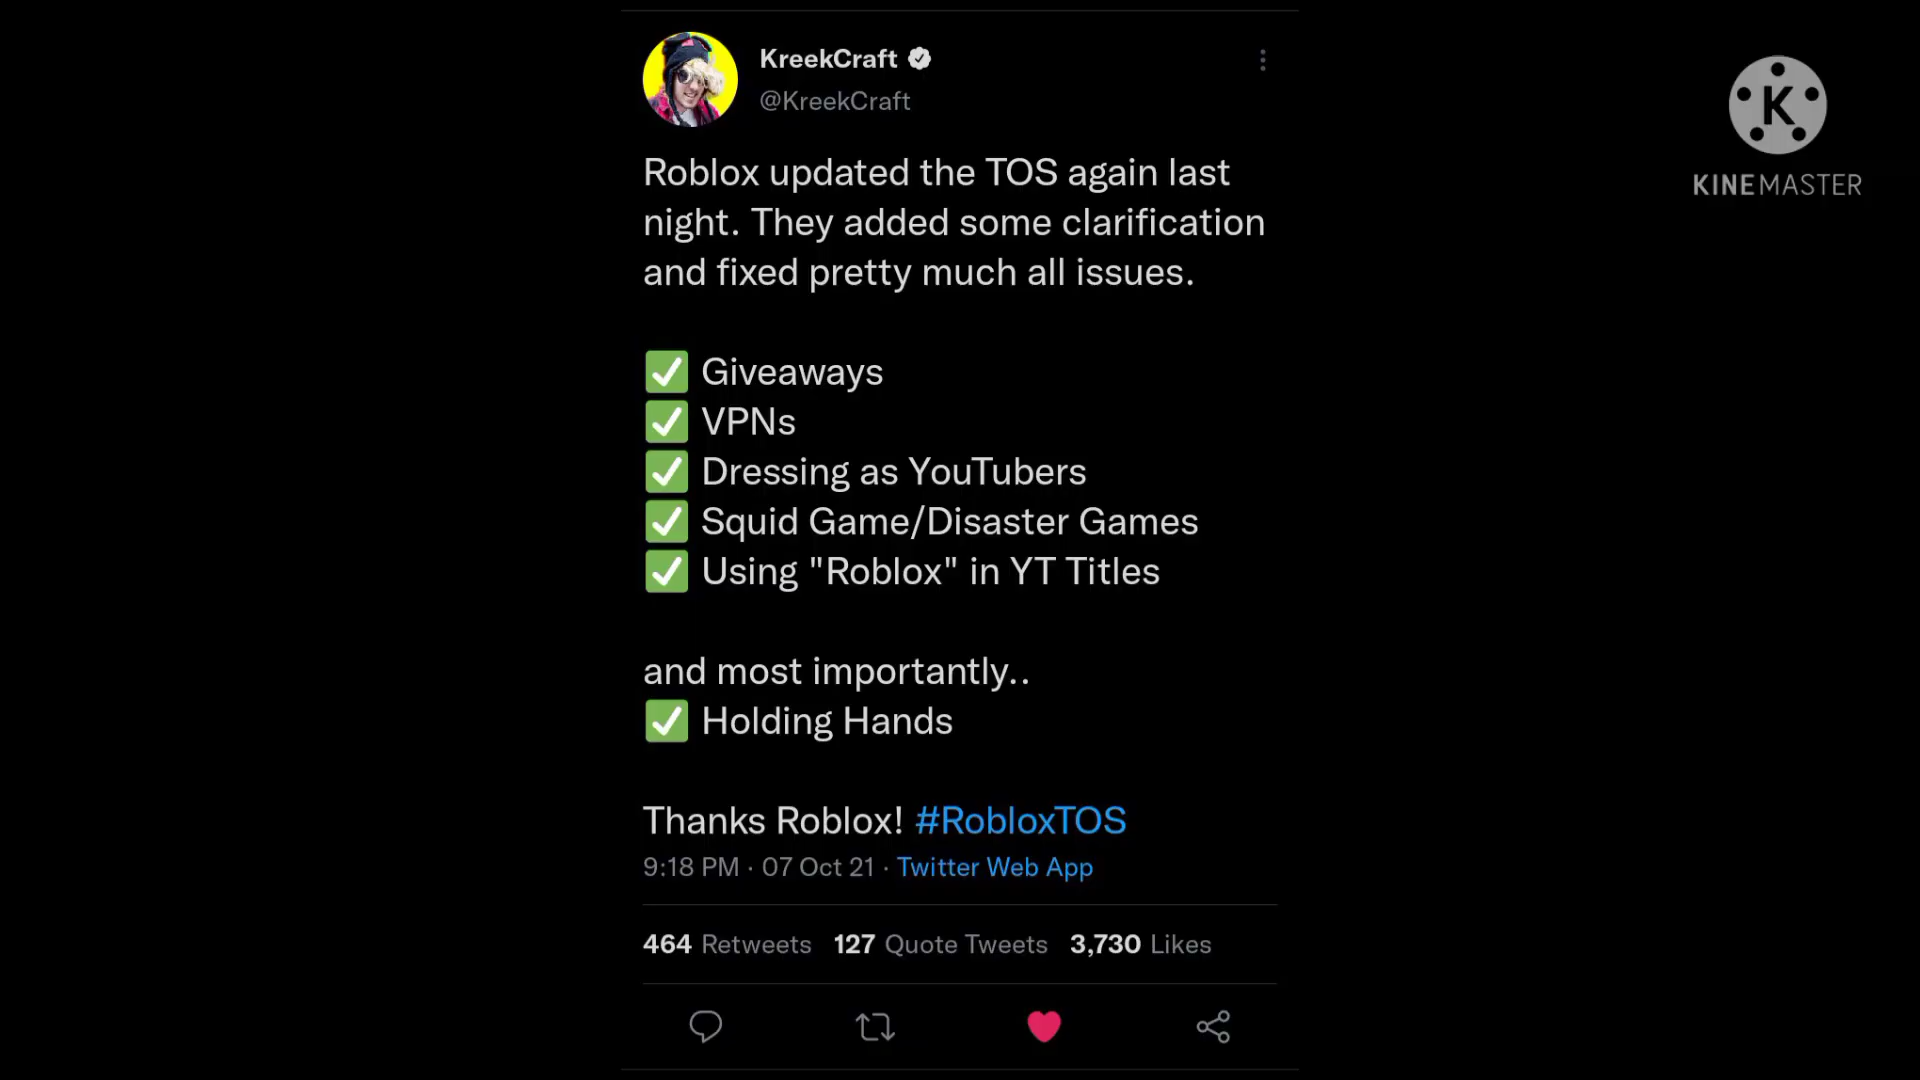 KreekCraft
@KreekCraft
K
KINEMASTER
Roblox updated the TOS again last
night. They added some clarification
and fixed pretty much all issues.
✅ Giveaways
✅ VPNs
✅ Dressing as YouTubers
✅ Squid Game/Disaster Games
✅ Using "Roblox" in YT Titles
and most importantly..
✅ Holding Hands
Thanks Roblox! #RobloxTOS
9:18 PM · 07 Oct 21 · Twitter Web App
464 Retweets 127 Quote Tweets 3,730 Likes